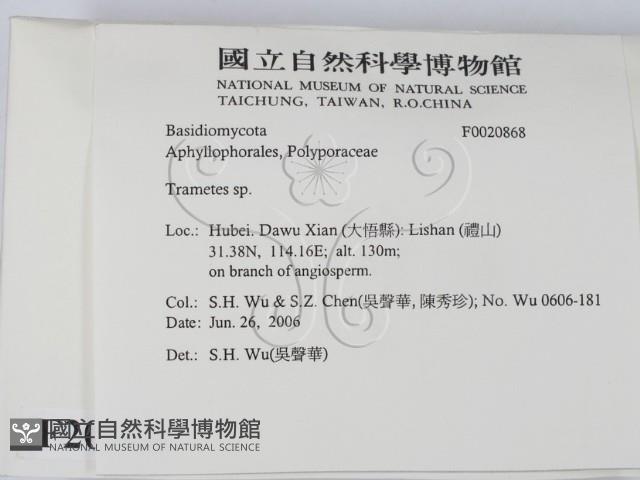 國立自然科學博物館
NATIONAL MUSEUM OF NATURAL SCIENCE
TAICHUNG, TAIWAN, R.O.CHINA
Basidiomycota F0020868
Aphyllophorales, Polyporaceae
Trametes sp.
Loc.: Hubei. Dawu Xian (大悟縣): Lishan (禮山)
31.38N, 114.16E; alt. 130m;
on branch of angiosperm.
Col.: S.H. Wu & S.Z. Chen(吳聲華, 陳秀珍); No. Wu 0606-181
Date: Jun. 26, 2006
Det.: S.H. Wu(吳聲華)
國立自然科學博物館
NATIONAL MUSEUM OF NATURAL SCIENCE